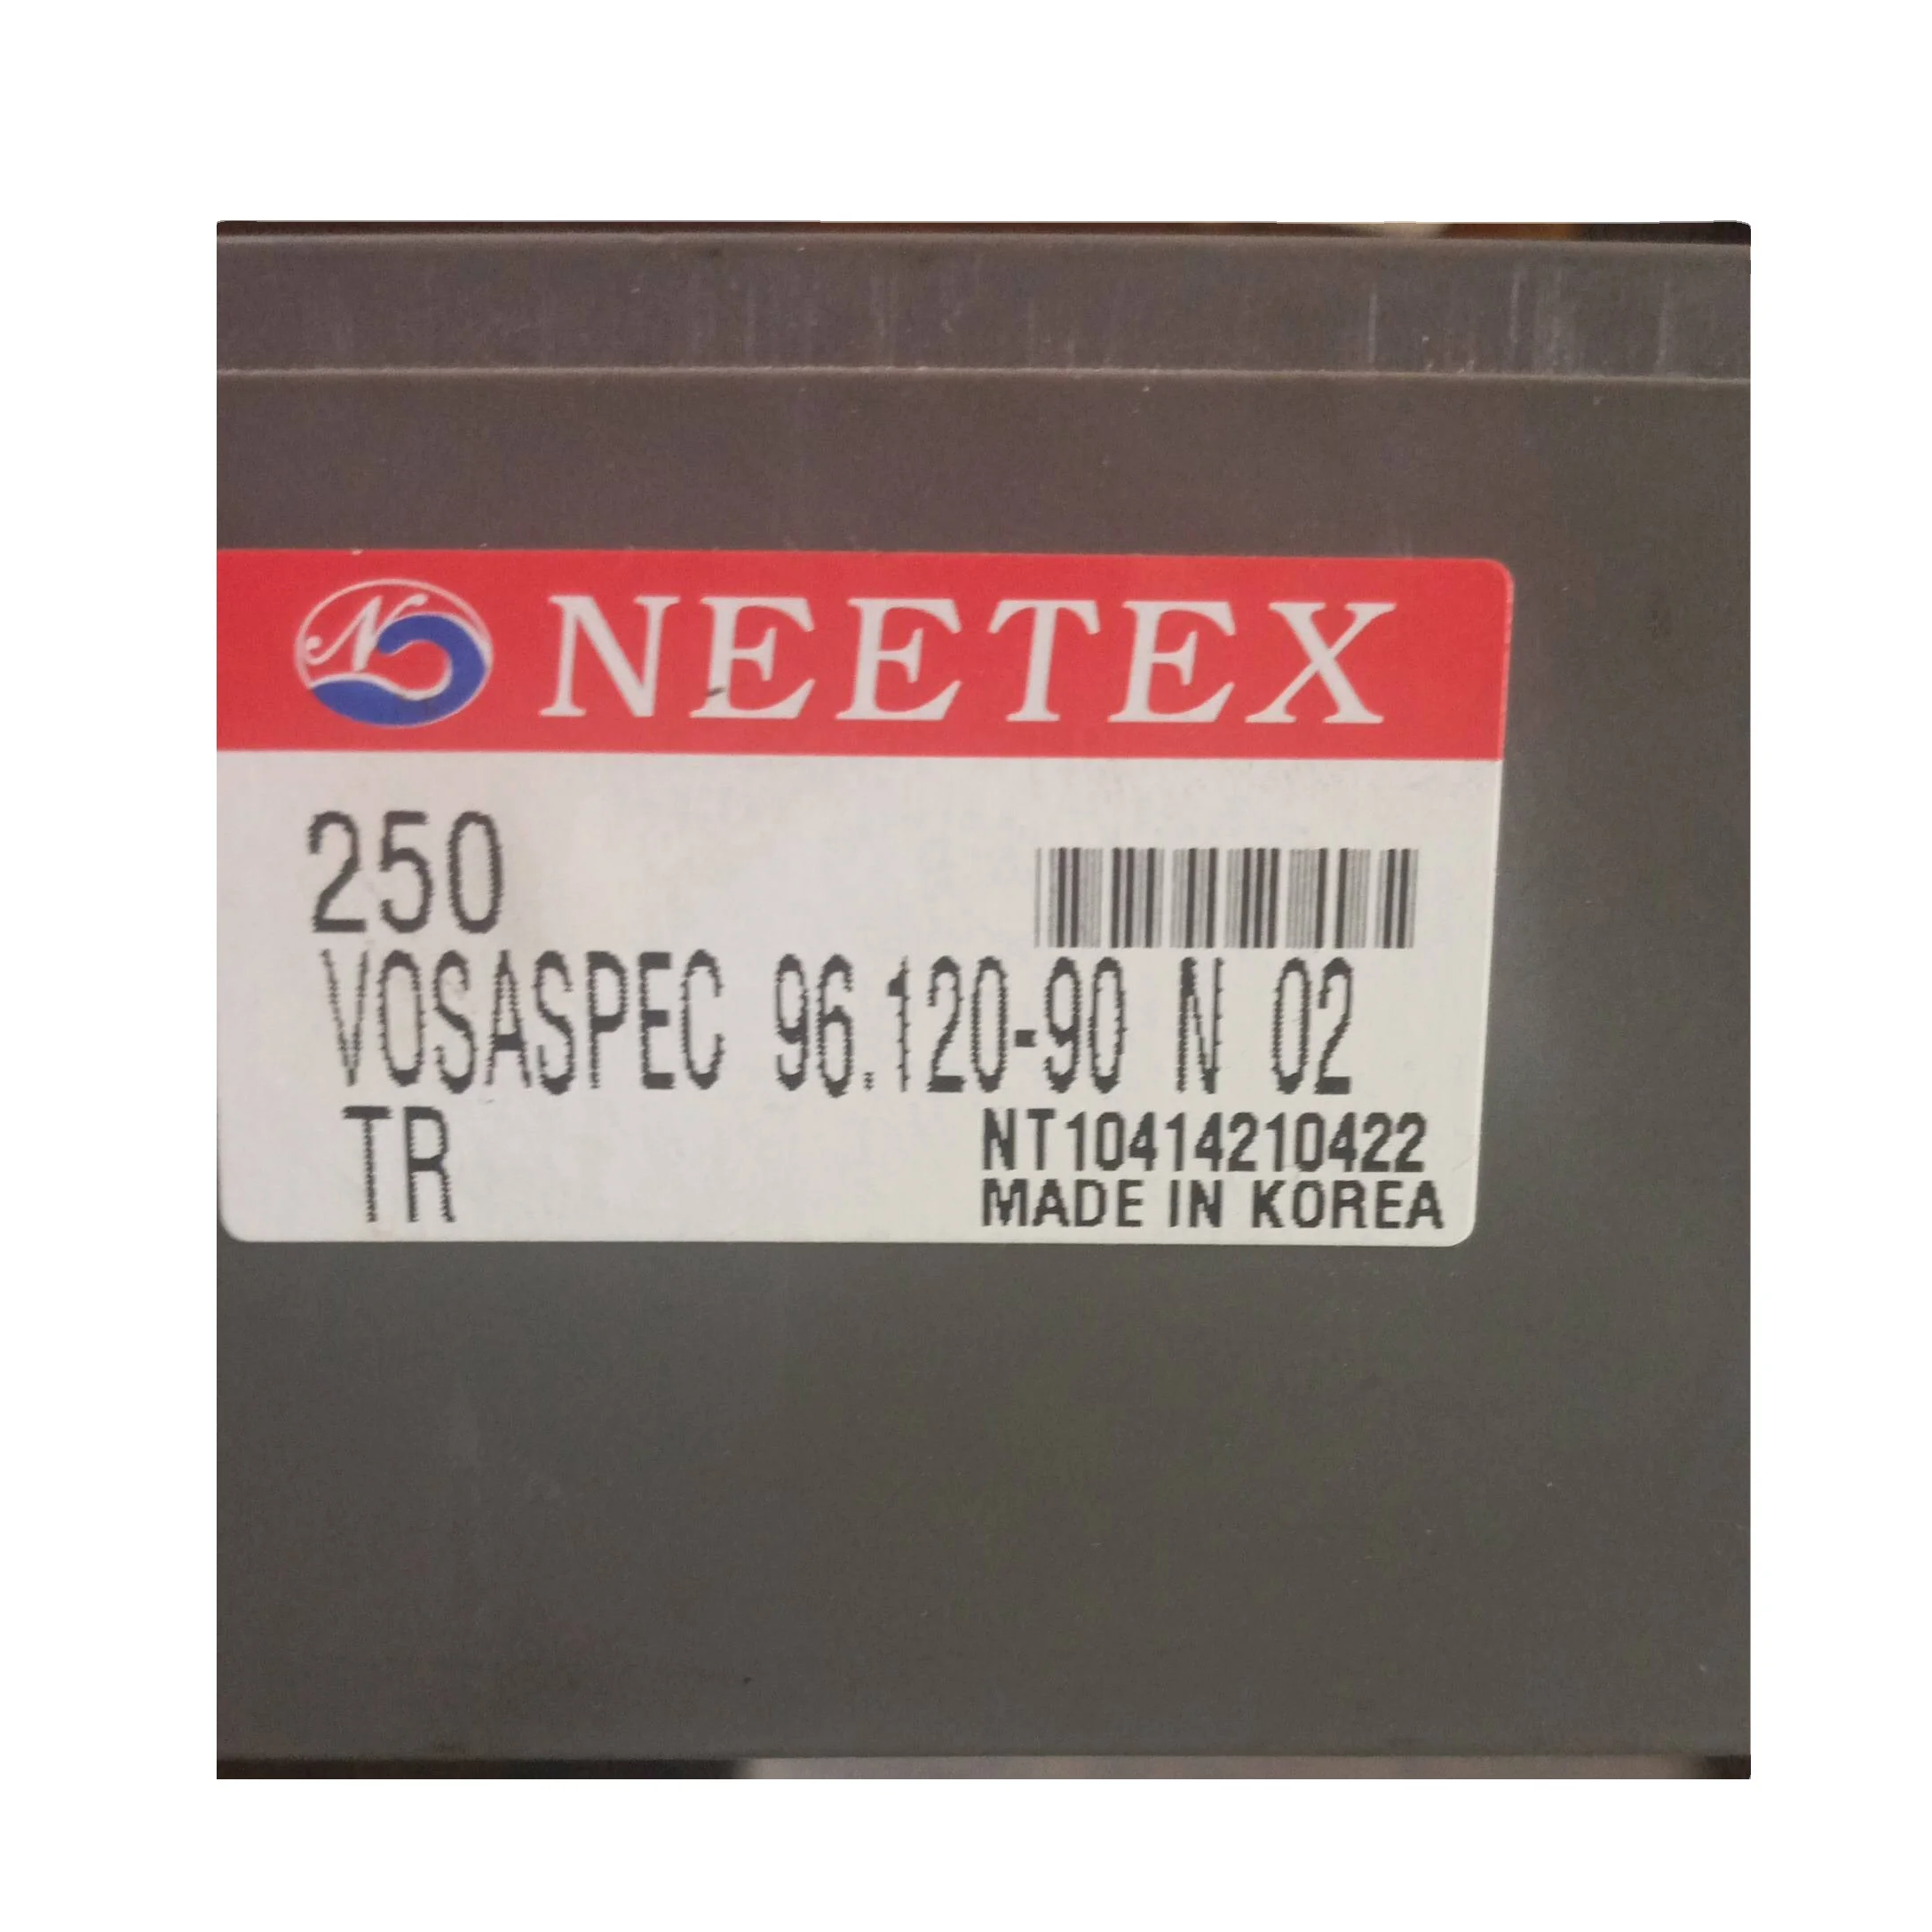 N NEETEX
250
VOSASPEC 96.120-90 N 02
TR
NT10414210422
MADE IN KOREA